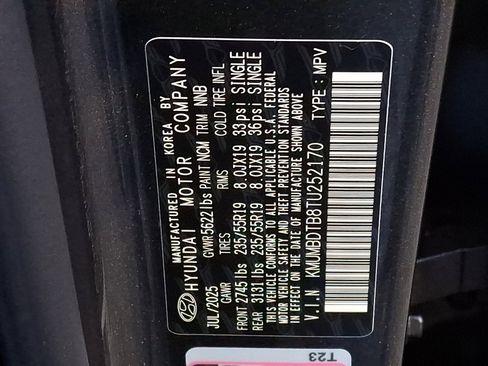 MANUFACTURED IN KOREA BY
HYUNDAI MOTOR COMPANY
JUL/2025 GVWR 5622 lbs PAINT NCM TRIM NNB
GAWR TIRES RIMS COLD TIRE INFL
FRONT 2745 lbs 235/55R19 8.0JX19 33psi SINGLE
REAR 3131 lbs 235/55R19 8.0JX19 36psi SINGLE
THIS VEHICLE CONFORMS TO ALL APPLICABLE U.S.A. FEDERAL
MOTOR VEHICLE SAFETY AND THEFT PREVENTION STANDARDS
IN EFFECT ON THE DATE OF MANUFACTURE SHOWN ABOVE
V.I.N KMUMBDTB8TU252170 TYPE : MPV
T23